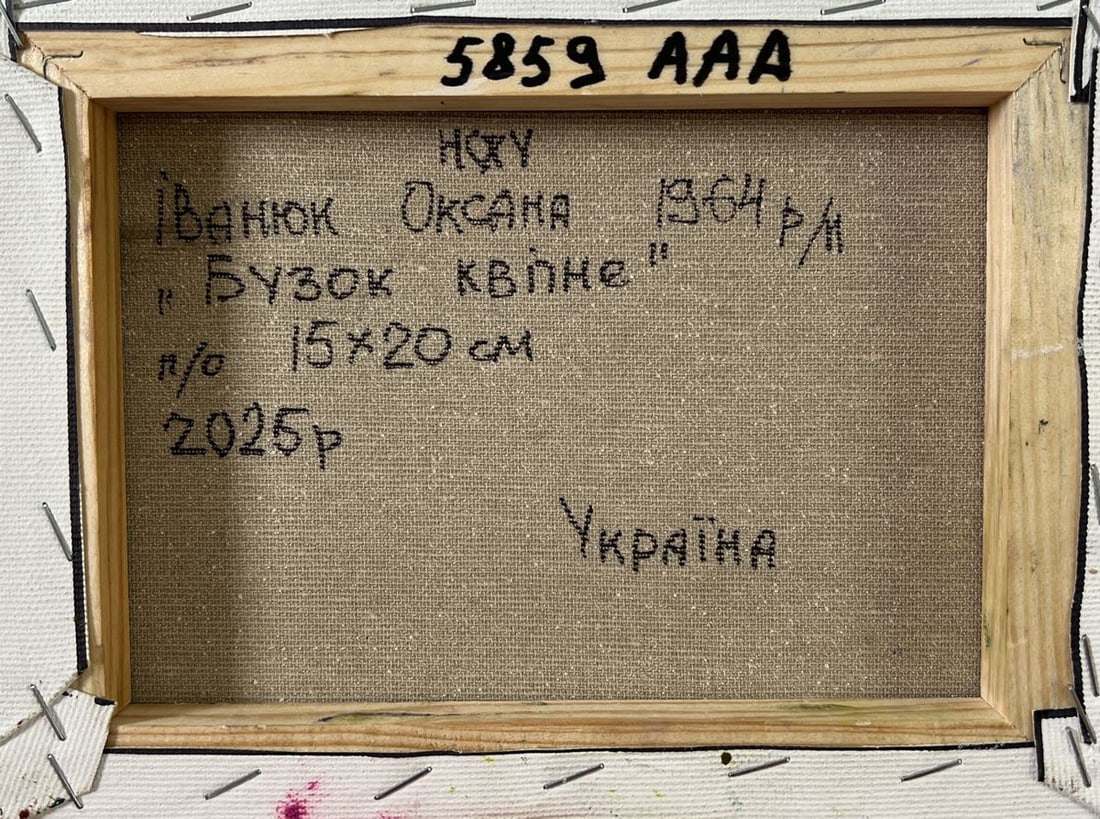 5859 AAA
НСХУ
Іванюк Оксана 1964 р/н
„Бузок квітне"
п/о 15×20 см
2025р
Україна